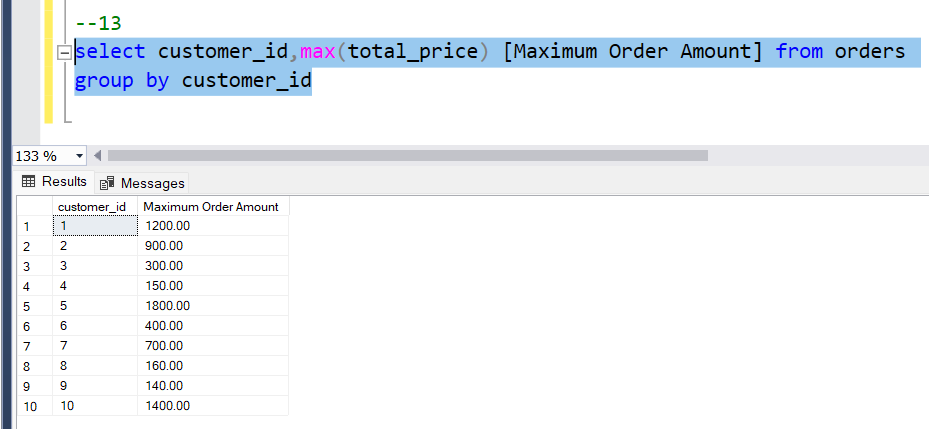 --13
select customer_id,max(total_price) [Maximum Order Amount] from orders
group by customer_id
133 %
Results Messages
customer_id Maximum Order Amount
1 1 1200.00
2 2 900.00
3 3 300.00
4 4 150.00
5 5 1800.00
6 6 400.00
7 7 700.00
8 8 160.00
9 9 140.00
10 10 1400.00